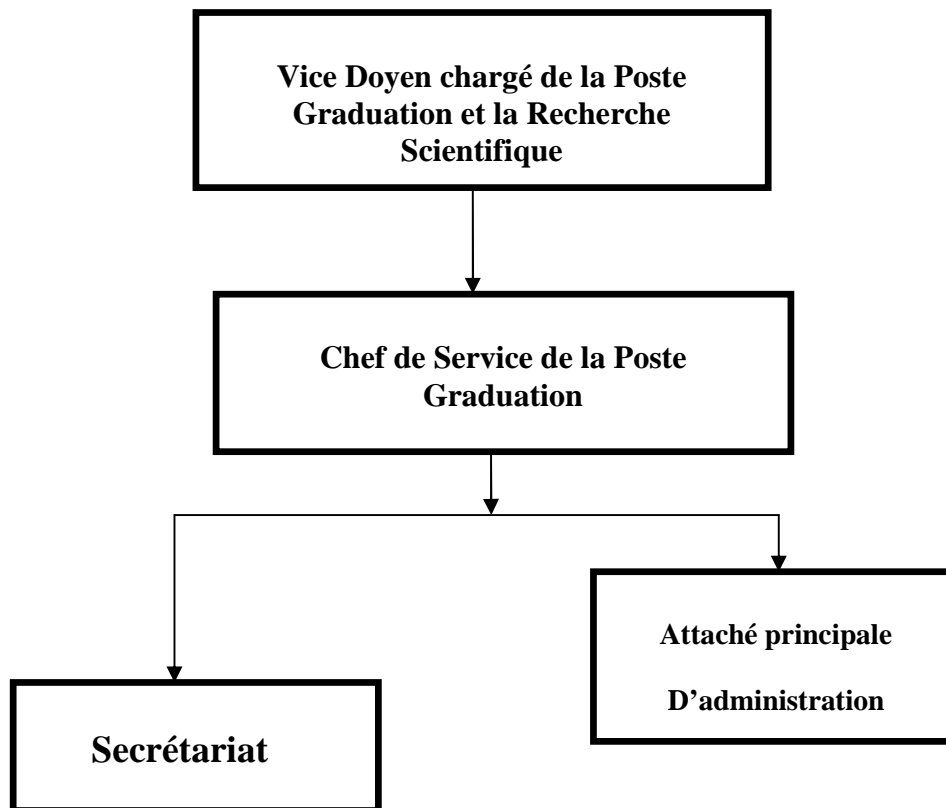 Vice Doyen chargé de la Poste
Graduation et la Recherche
Scientifique
Chef de Service de la Poste
Graduation
Attaché principale
D’administration
Secrétariat